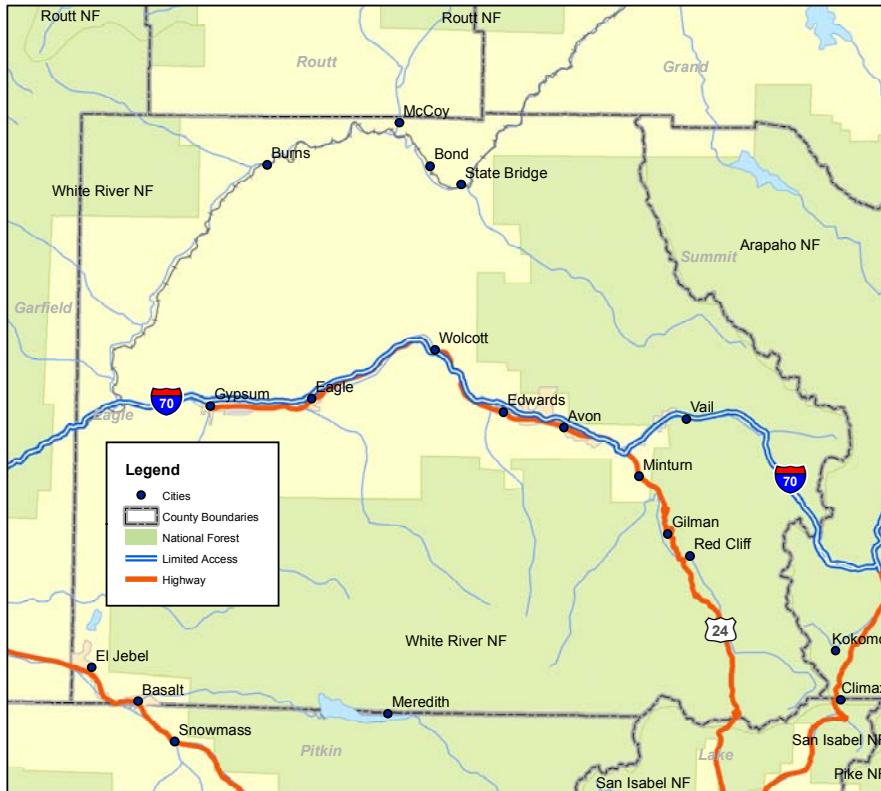 Routt NF
Routt NF
Routt
Grand
McCoy
Burns
Bond
State Bridge
White River NF
Arapaho NF
Summit
Garfield
Wolcott
70
Gypsum
Eagle
Eagle
Edwards
Avon
Vail
Legend
Cities
County Boundaries
National Forest
Limited Access
Highway
Minturn
70
Gilman
Red Cliff
24
White River NF
Kokomo
El Jebel
Basalt
Meredith
Climax
Snowmass
Pitkin
Lake
San Isabel NF
San Isabel NF
Pike NF